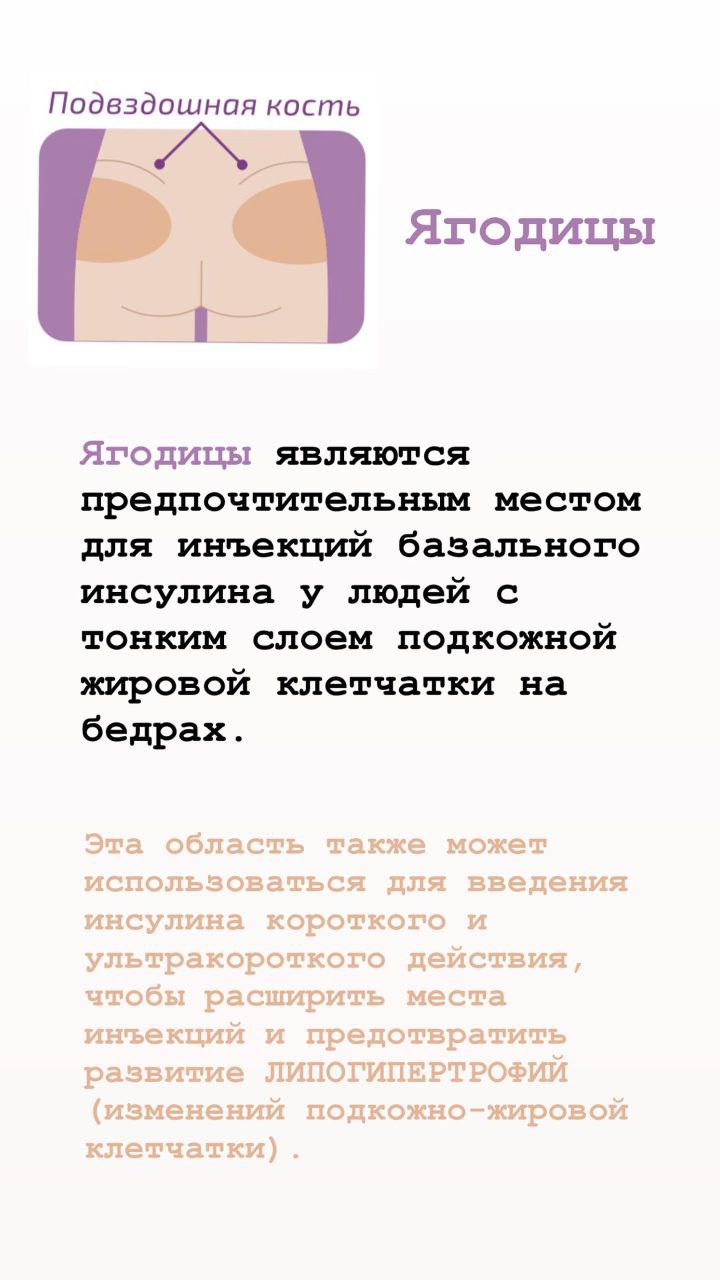 Подвздошная кость
Ягодицы
Ягодицы являются
предпочтительным местом
для инъекций базального
инсулина у людей с
тонким слоем подкожной
жировой клетчатки на
бедрах.
Эта область также может
использоваться для введения
инсулина короткого и
ультракороткого действия,
чтобы расширить места
инъекций и предотвратить
развитие ЛИПОГИПЕРТРОФИЙ
(изменений подкожно-жировой
клетчатки).